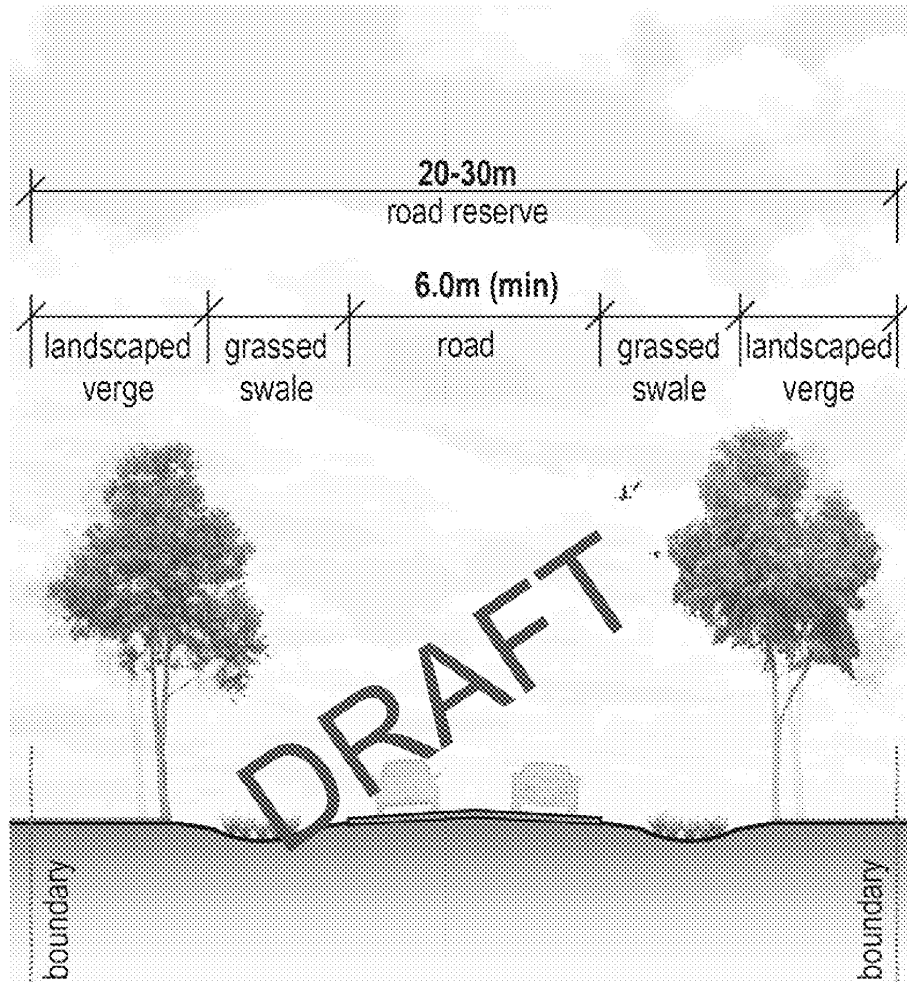 20-30m
road reserve
6.0m (min)
landscaped
verge
grassed
swale
road
grassed
swale
landscaped
verge
DRAFT
boundary
boundary